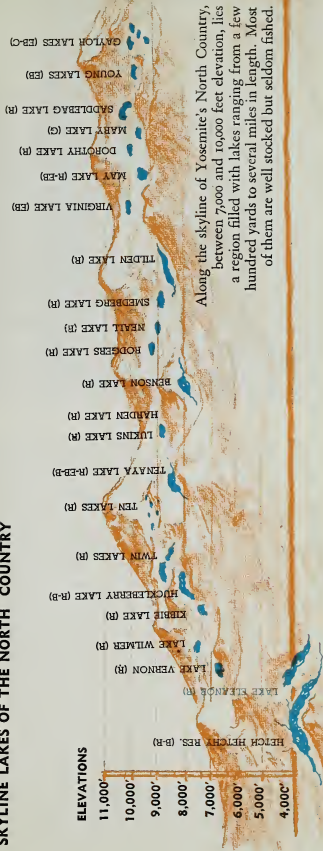 SKYLINE LAKES OF THE NORTH COUNTRY
ELEVATIONS
11,000'
10,000'
9,000'
8,000'
7,000'
6,000'
5,000'
4,000'
HETCH HETCHY RES. (B-R)
LAKE ELEANOR (R)
LAKE VERNON (R)
LAKE WILMER (R)
KIBBIE LAKE (R)
HUCKLEBERRY LAKE (R-B)
TWIN LAKES (R)
TEN LAKES (R)
TENAYA LAKE (R-EB-B)
LUKINS LAKE (R)
HARDEN LAKE (R)
BENSON LAKE (R)
RODGERS LAKE (R)
NEALL LAKE (R)
SMEDBERG LAKE (R)
TILDEN LAKE (R)
VIRGINIA LAKE (EB)
MAY LAKE (R-EB)
DOROTHY LAKE (R)
MARY LAKE (G)
SADDLEBAG LAKE (R)
YOUNG LAKES (EB)
GAYLOR LAKES (EB-C)
Along the skyline of Yosemite's North Country,
between 7,000 and 10,000 feet elevation, lies
a region filled with lakes ranging from a few
hundred yards to several miles in length. Most
of them are well stocked but seldom fished.